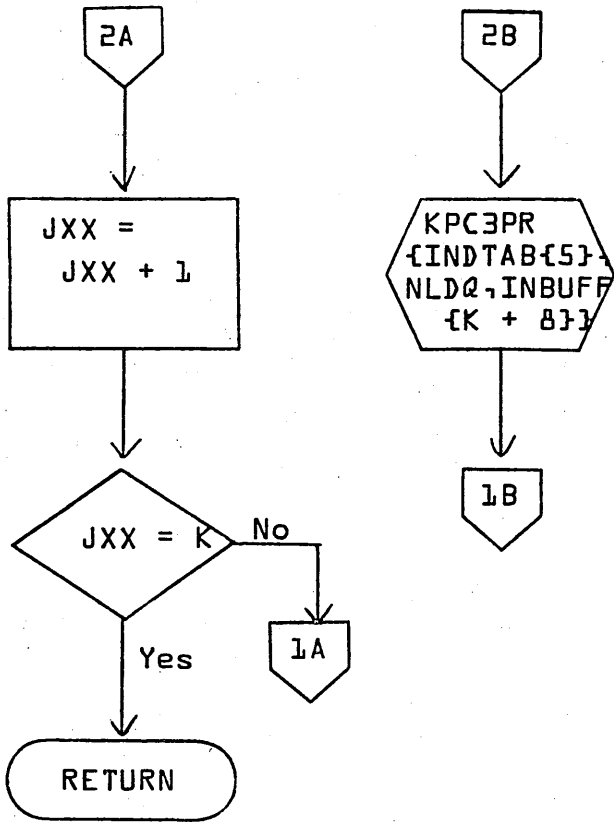 2A
JXX =
JXX + 1
JXX = K
No
1A
Yes
RETURN
2B
KPC3PR
{INDTAB{5},
NLDQ,INBUFF
{K + 8}}
1B